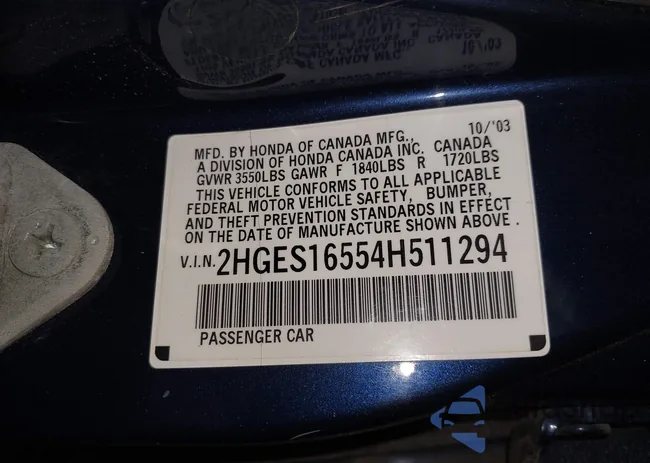 10/'03
MFD. BY HONDA OF CANADA MFG.,
A DIVISION OF HONDA CANADA INC. CANADA
GVWR 3550LBS GAWR F 1840LBS R 1720LBS
THIS VEHICLE CONFORMS TO ALL APPLICABLE
FEDERAL MOTOR VEHICLE SAFETY, BUMPER,
AND THEFT PREVENTION STANDARDS IN EFFECT
ON THE DATE OF MANUFACTURE SHOWN ABOVE.
V.I.N. 2HGES16554H511294
PASSENGER CAR